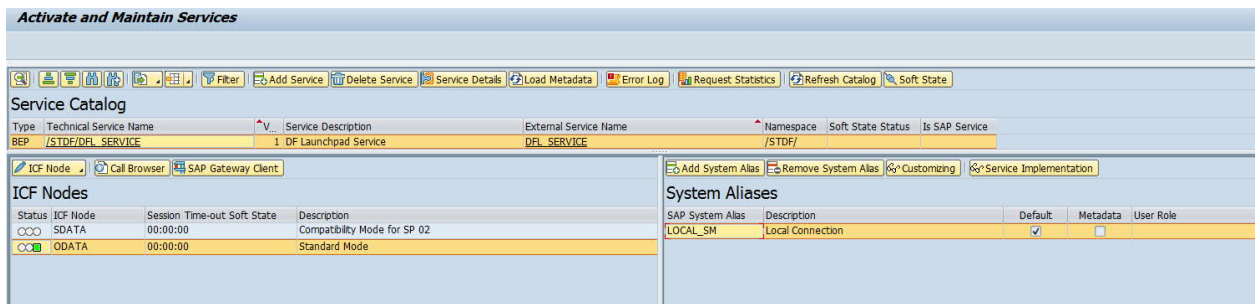 Activate and Maintain Services
Filter Add Service Delete Service Service Details Load Metadata Error Log Request Statistics Refresh Catalog Soft State
Service Catalog
Type Technical Service Name V... Service Description External Service Name Namespace Soft State Status Is SAP Service
BEP /STDF/DFL_SERVICE 1 DF Launchpad Service DFL_SERVICE /STDF/
ICF Node Call Browser SAP Gateway Client
ICF Nodes
Status ICF Node Session Time-out Soft State Description
SDATA 00:00:00 Compatibility Mode for SP 02
ODATA 00:00:00 Standard Mode
Add System Alias Remove System Alias Customizing Service Implementation
System Aliases
SAP System Alias Description Default Metadata User Role
LOCAL_SM Local Connection